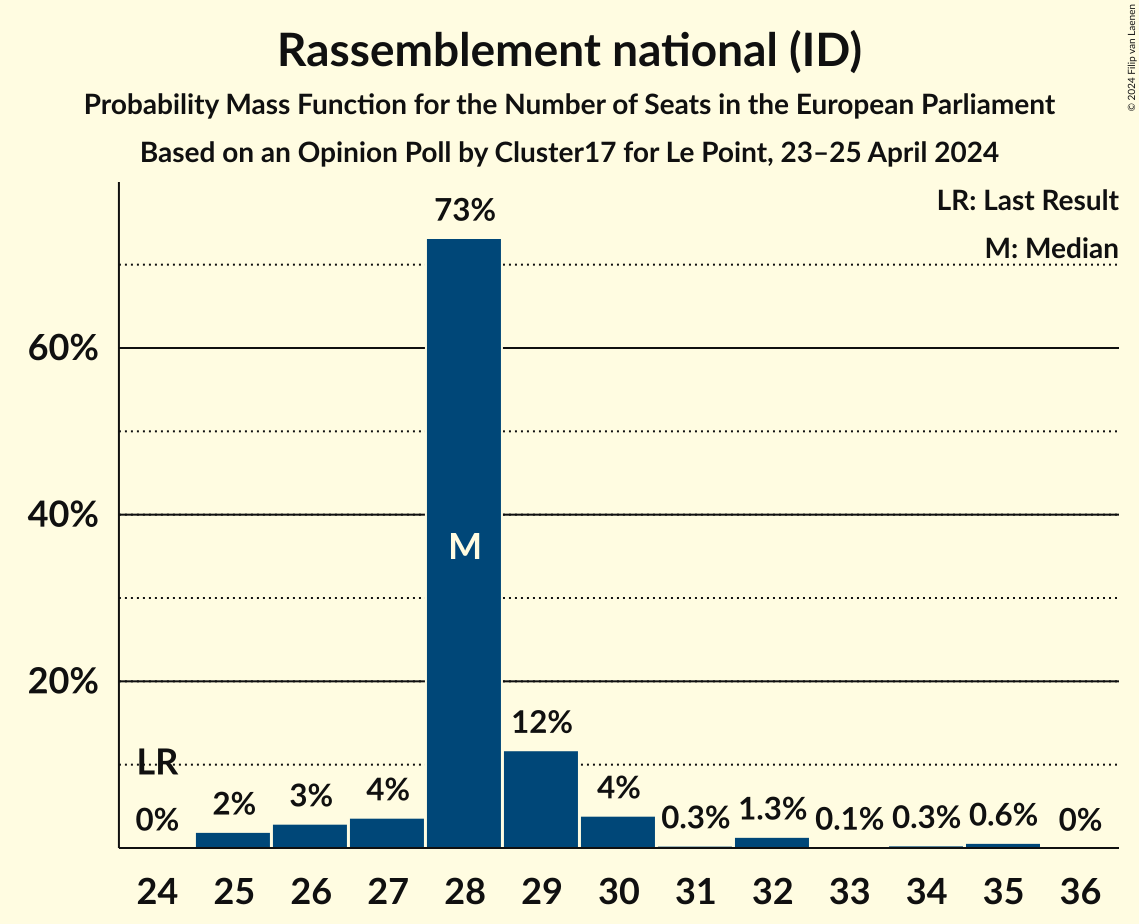 Rassemblement national (ID)
Probability Mass Function for the Number of Seats in the European Parliament
Based on an Opinion Poll by Cluster17 for Le Point, 23–25 April 2024
© 2024 Filip van Laenen
LR: Last Result
M: Median
60%
40%
20%
LR
M
0%
2%
3%
4%
73%
12%
4%
0.3%
1.3%
0.1%
0.3%
0.6%
0%
24 25 26 27 28 29 30 31 32 33 34 35 36